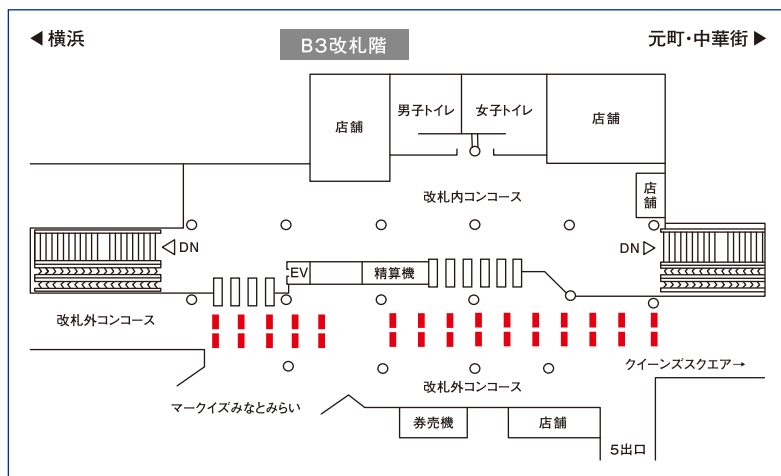 ◀ 横浜
B3改札階
元町・中華街 ▶
店舗
男子トイレ
女子トイレ
店舗
改札内コンコース
店舗
◁ DN
DN ▷
EV
精算機
改札外コンコース
マークイズみなとみらい
改札外コンコース
クイーンズスクエア→
券売機
店舗
5出口